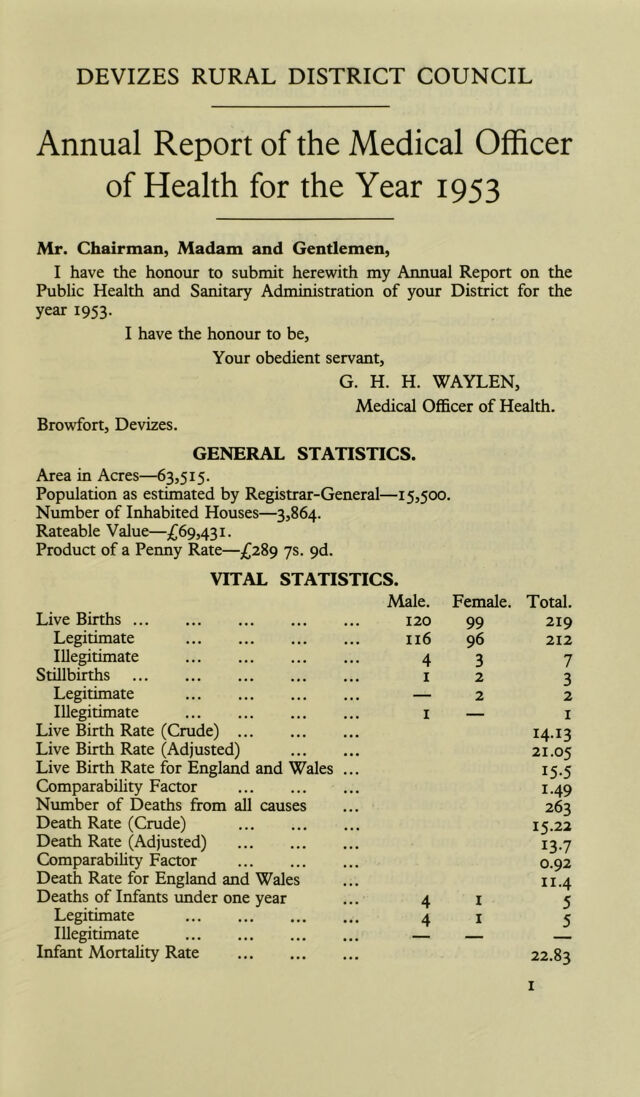 DEVIZES RURAL DISTRICT COUNCIL
Annual Report of the Medical Officer
of Health for the Year 1953
Mr. Chairman, Madam and Gentlemen,
I have the honour to submit herewith my Annual Report on the
Public Health and Sanitary Administration of your District for the
year 1953.
I have the honour to be,
Your obedient servant,
G. H. H. WAYLEN,
Medical Officer of Health.
Browfort, Devizes.
GENERAL STATISTICS.
Area in Acres—63,515.
Population as estimated by Registrar-General—15,500.
Number of Inhabited Houses—3,864.
Rateable Value—£69,431.
Product of a Penny Rate—£289 7s. 9d.
VITAL STATISTICS.
Male. Female. Total.
Live Births ... ... ... ... ... 120 99 219
Legitimate ... ... ... ... 116 96 212
Illegitimate ... ... ... ... 4 3 7
Stillbirths ... ... ... ... ... 1 2 3
Legitimate ... ... ... ... — 2 2
Illegitimate ... ... ... ... 1 — 1
Live Birth Rate (Crude) ... ... ... 14.13
Live Birth Rate (Adjusted) ... ... 21.05
Live Birth Rate for England and Wales ... 15.5
Comparability Factor ... ... ... 1.49
Number of Deaths from all causes ... 263
Death Rate (Crude) ... ... ... 15.22
Death Rate (Adjusted) ... ... ... 13.7
Comparability Factor ... ... ... 0.92
Death Rate for England and Wales ... 11.4
Deaths of Infants under one year ... 4 1 5
Legitimate ... ... ... ... 4 1 5
Illegitimate ... ... ... ... — — —
Infant Mortality Rate ... ... ... 22.83
1